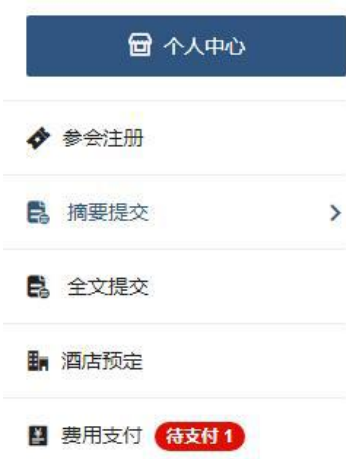 个人中心
参会注册
摘要提交
全文提交
酒店预定
费用支付 待支付 1